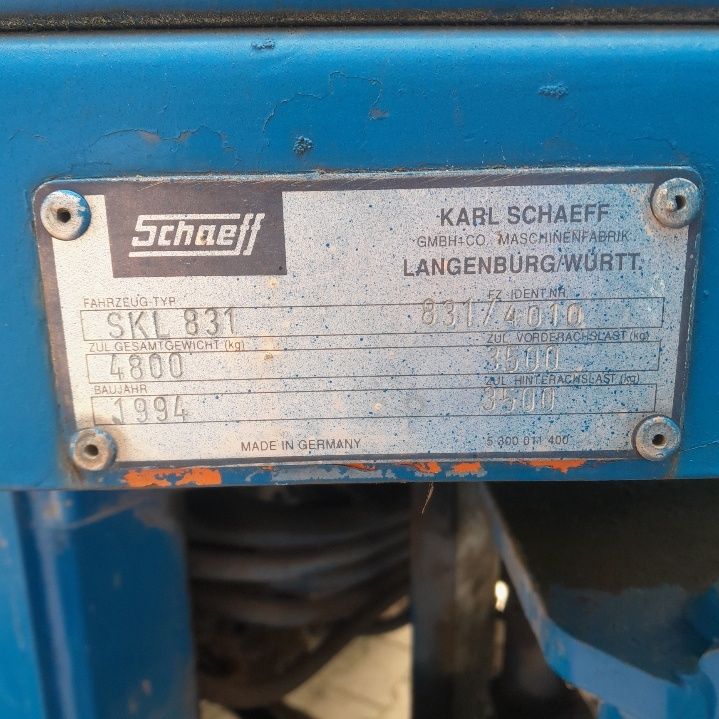 Schaeff
KARL SCHAEFF
GMBH+CO. MASCHINENFABRIK
LANGENBURG/WÜRTT.
FAHRZEUG-TYP FZ. IDENT.NR.
SKL 831 831/4010
ZUL. GESAMTGEWICHT (kg) ZUL. VORDERACHSLAST (kg)
4800 3500
BAUJAHR ZUL. HINTERACHSLAST (kg)
1994 3500
MADE IN GERMANY 5 300 011 400